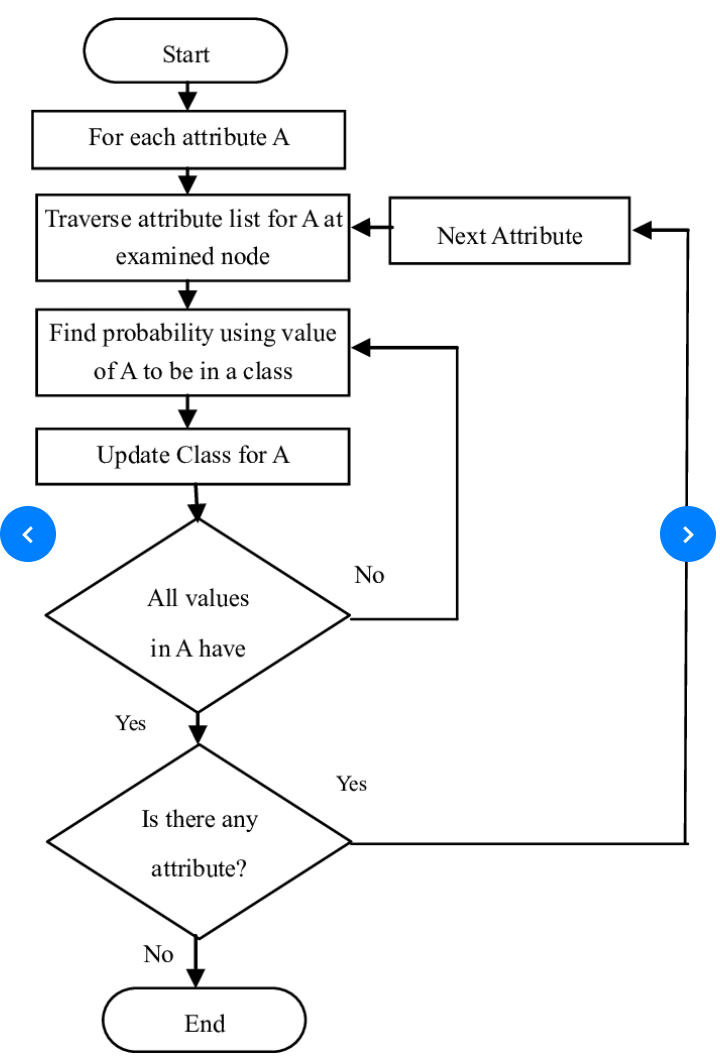 Start
For each attribute A
Traverse attribute list for A at
examined node
Next Attribute
Find probability using value
of A to be in a class
Update Class for A
No
All values
in A have
Yes
Yes
Is there any
attribute?
No
End